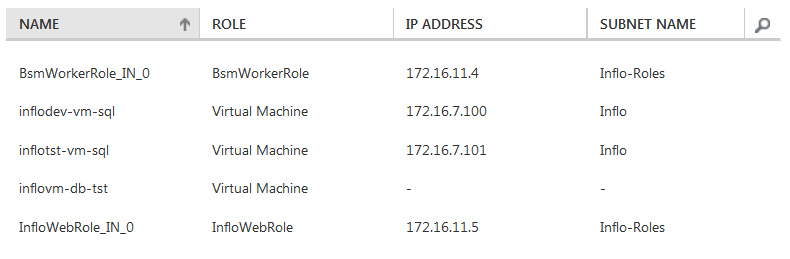 NAME ROLE IP ADDRESS SUBNET NAME
BsmWorkerRole_IN_0 BsmWorkerRole 172.16.11.4 Inflo-Roles
inflodev-vm-sql Virtual Machine 172.16.7.100 Inflo
inflotst-vm-sql Virtual Machine 172.16.7.101 Inflo
inflovm-db-tst Virtual Machine - -
InfloWebRole_IN_0 InfloWebRole 172.16.11.5 Inflo-Roles